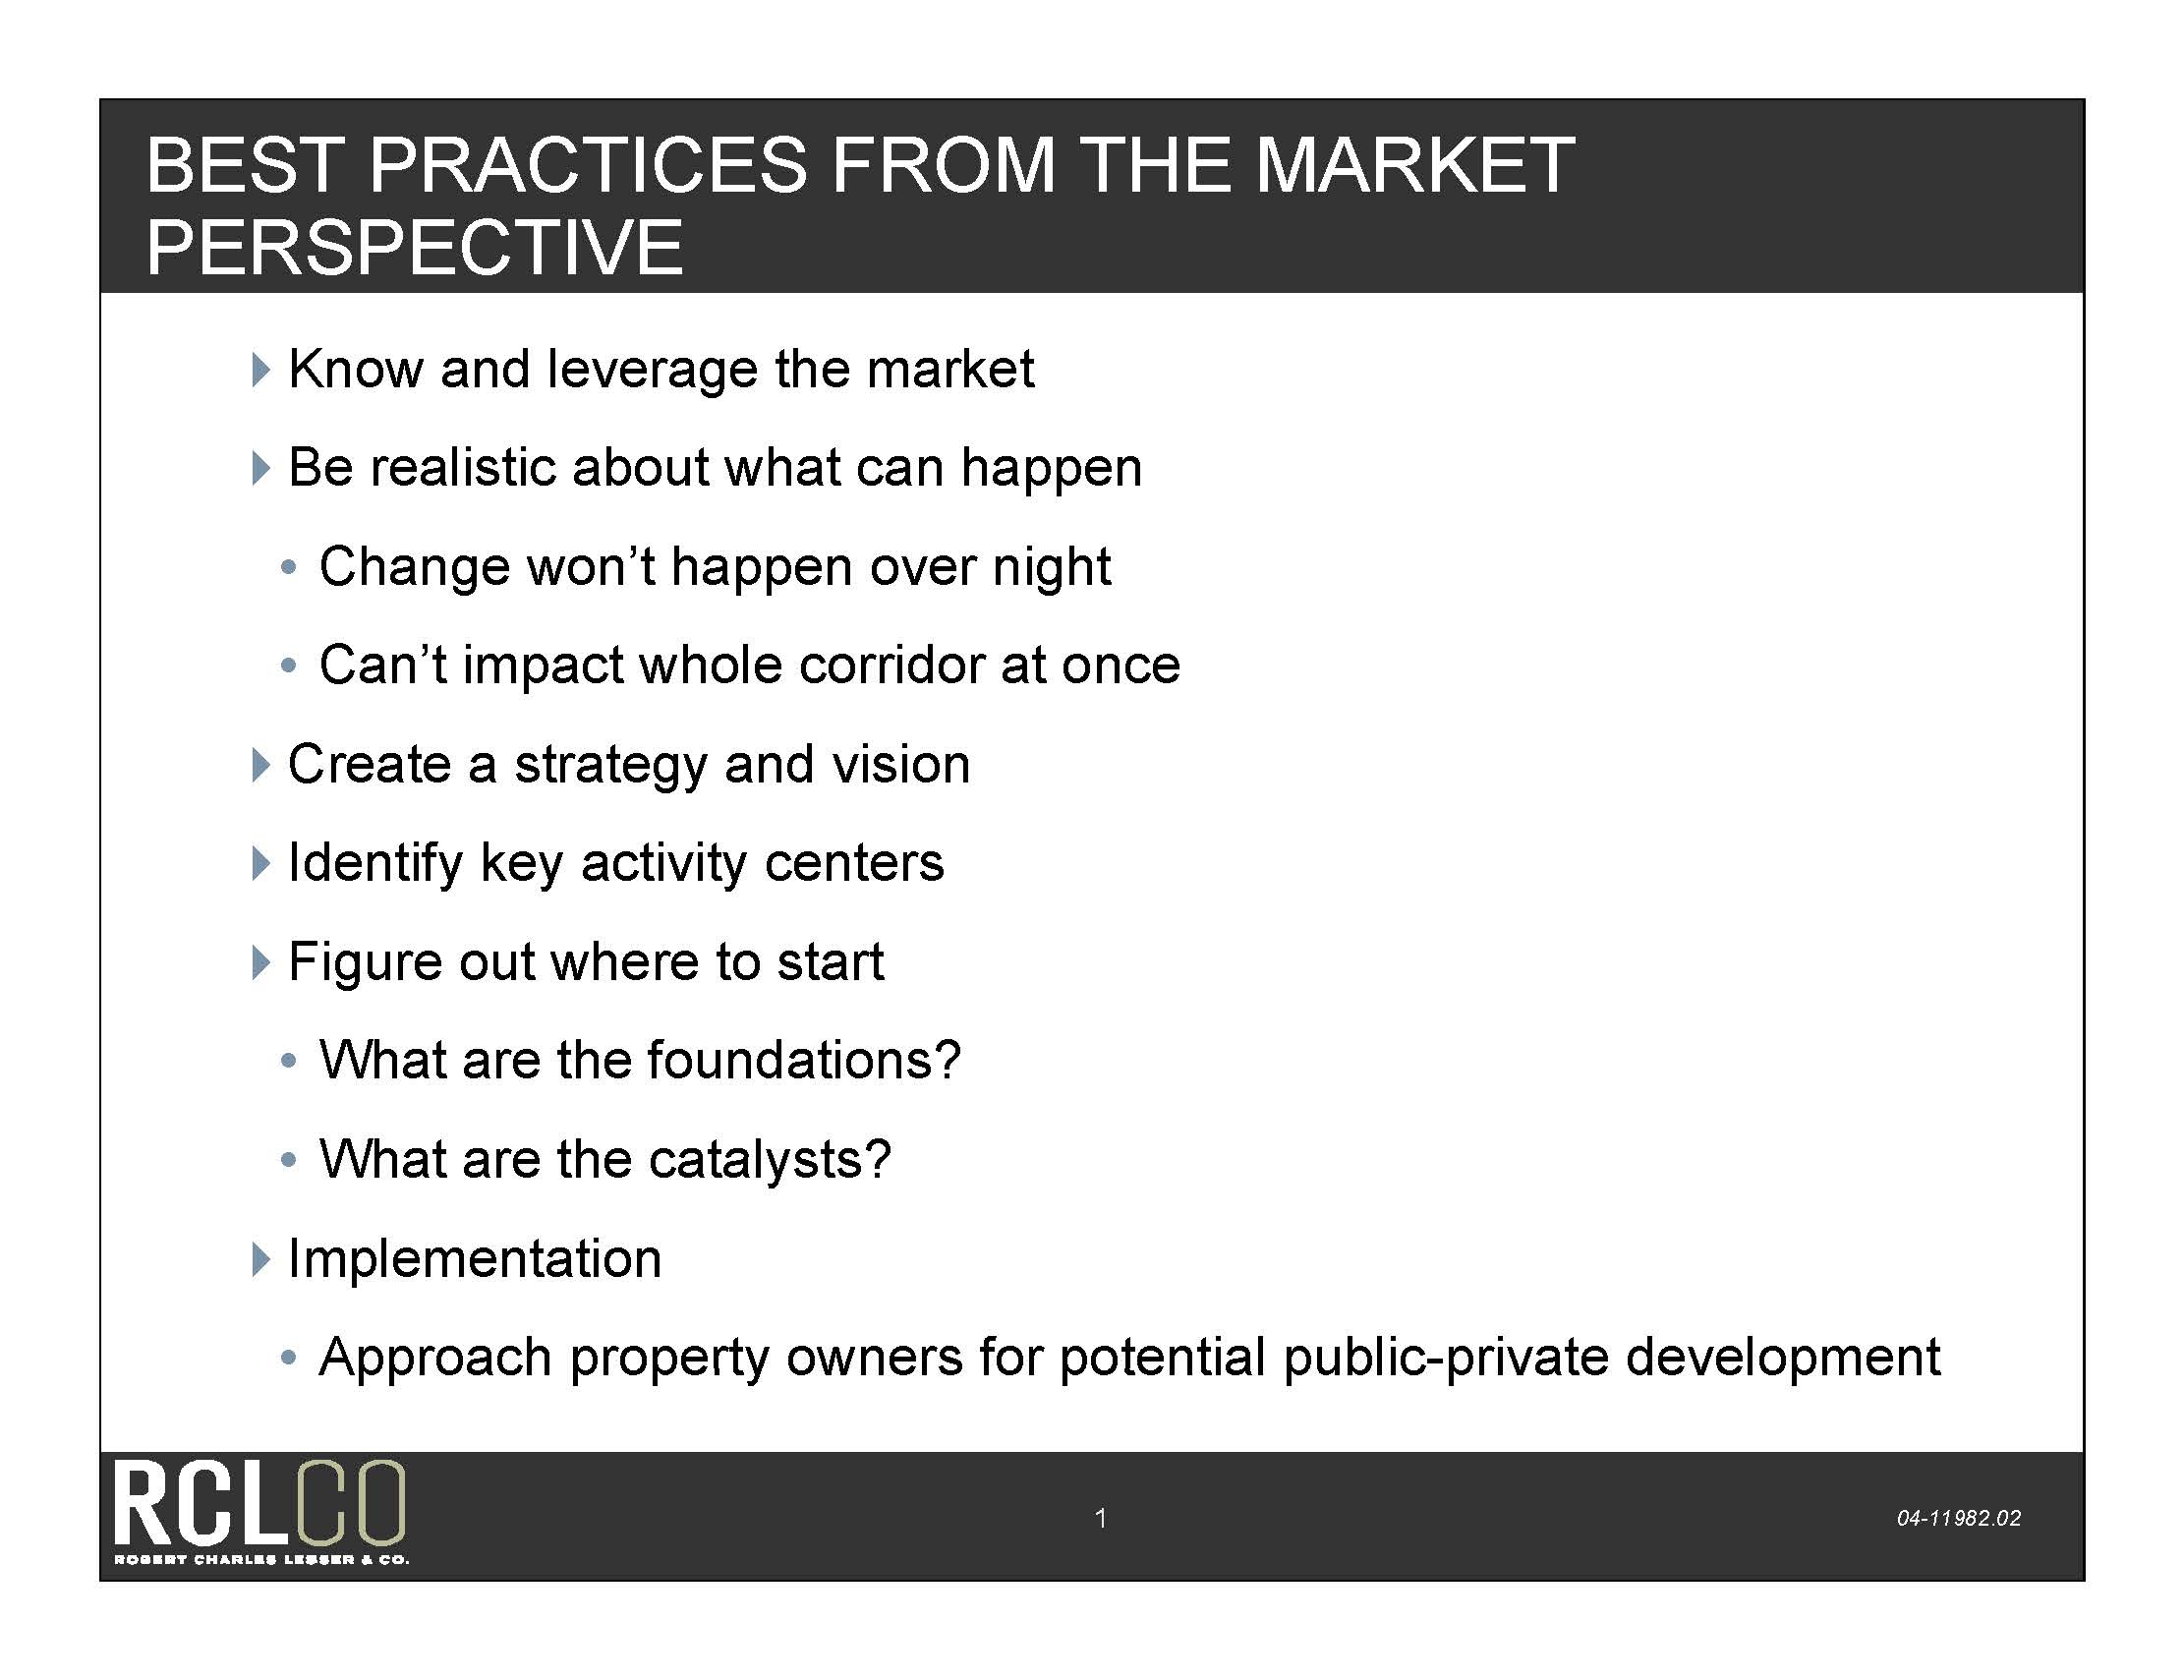 BEST PRACTICES FROM THE MARKET
PERSPECTIVE
Know and leverage the market
Be realistic about what can happen
• Change won’t happen over night
• Can’t impact whole corridor at once
Create a strategy and vision
Identify key activity centers
Figure out where to start
• What are the foundations?
• What are the catalysts?
Implementation
• Approach property owners for potential public-private development
RCLCO
ROBERT CHARLES LESSER & CO.
1
04-11982.02